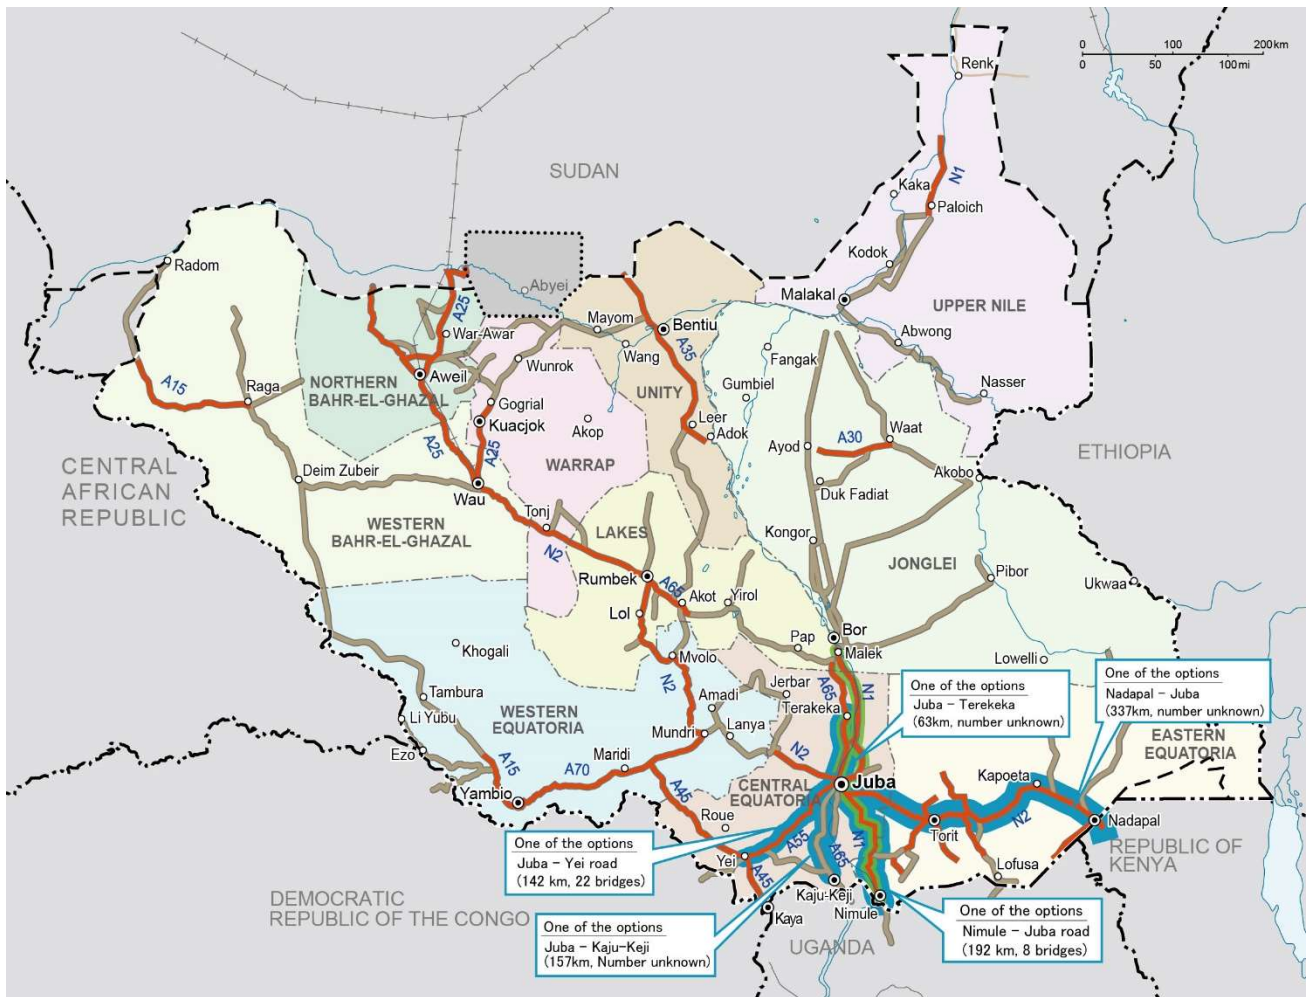 0 100 200 km
0 50 100 mi
Renk
SUDAN
Kaka
N1
Paloich
Radom
Kodok
Abyei
Malakal
UPPER NILE
A25
War-Awar
Mayom
Bentiu
Abwong
Wang
A35
Fangak
Wunrok
Aweil
NORTHERN
BAHR-EL-GHAZAL
A15
Raga
UNITY
Gumbiel
Nasser
Gogrial
Kuacjok
Akop
Leer
Adok
Waat
A30
Ayod
A25
A25
WARRAP
ETHIOPIA
CENTRAL
AFRICAN
REPUBLIC
Deim Zubeir
Akobo
Wau
Duk Fadiat
Tonj
WESTERN
BAHR-EL-GHAZAL
LAKES
Kongor
N2
JONGLEI
Rumbek
A65
Pibor
Ukwaa
Akot
Yirol
Lol
Bor
Pap
Malek
Khogali
Mvolo
Lowelli
N2
Jerbar
A65
N1
Tambura
Amadi
Terakeka
Li Yubu
WESTERN
EQUATORIA
Lanya
Mundri
Ezo
Maridi
A15
A70
N2
EASTERN
EQUATORIA
Kapoeta
Yambio
A45
CENTRAL
EQUATORIA
Juba
N2
Roue
Torit
Nadapal
A55
A65
N1
REPUBLIC OF
KENYA
Yei
Lofusa
A45
Kaju-Keji
Nimule
Kaya
DEMOCRATIC
REPUBLIC OF THE CONGO
UGANDA
One of the options
Juba - Terekeka
(63km, number unknown)
One of the options
Nadapal - Juba
(337km, number unknown)
One of the options
Juba - Yei road
(142 km, 22 bridges)
One of the options
Juba - Kaju-Keji
(157km, Number unknown)
One of the options
Nimule - Juba road
(192 km, 8 bridges)